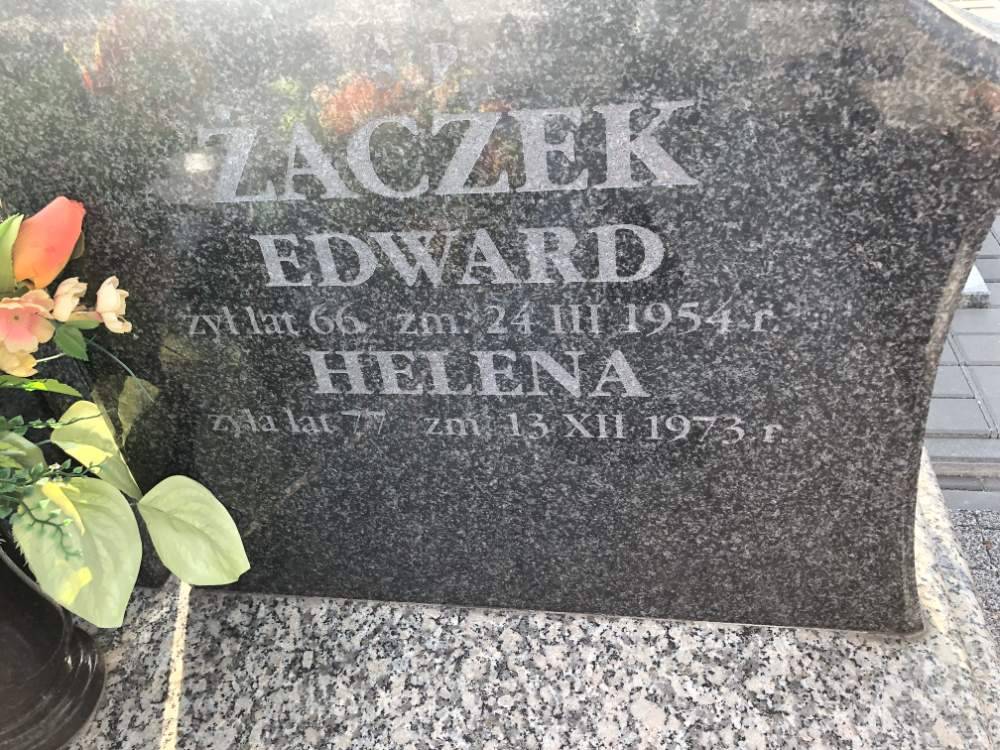 Ś P
ŻACZEK
EDWARD
żył lat 66 zm. 24 III 1954 r.
HELENA
żyła lat 77 zm. 13 XII 1973 r.